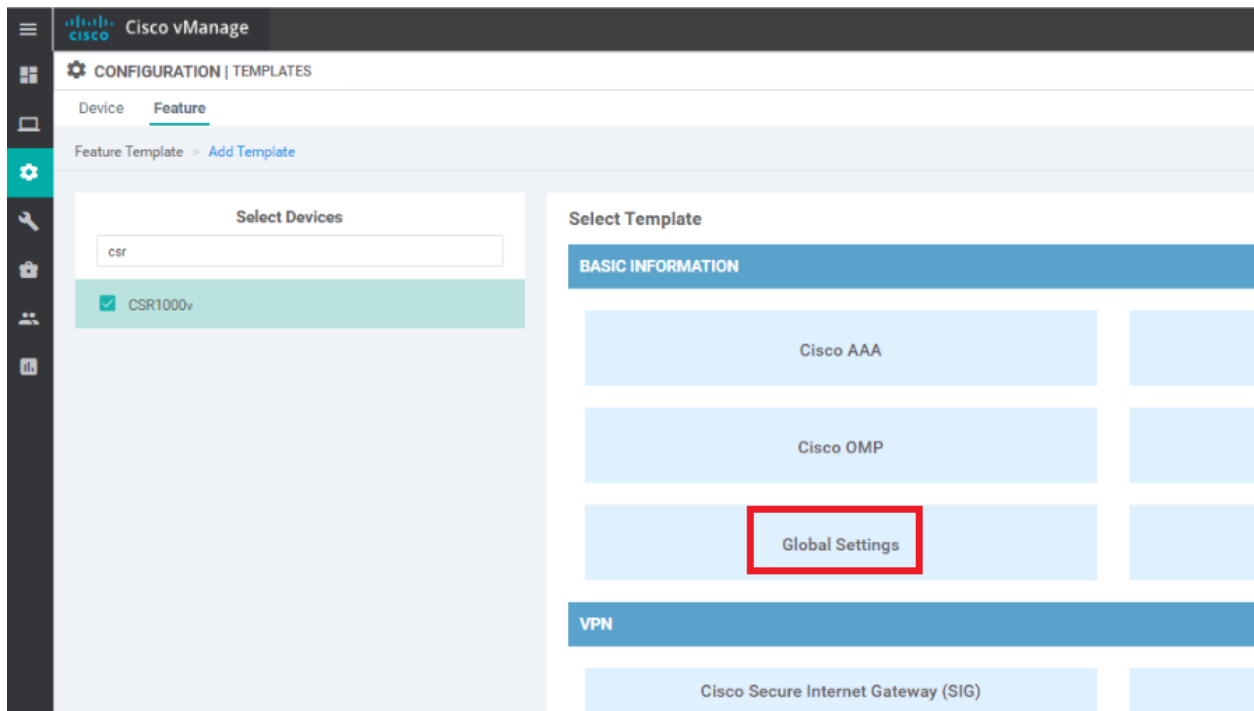 CISCO
Cisco vManage
CONFIGURATION | TEMPLATES
Device Feature
Feature Template > Add Template
Select Devices
csr
CSR1000v
Select Template
BASIC INFORMATION
Cisco AAA
Cisco OMP
Global Settings
VPN
Cisco Secure Internet Gateway (SIG)